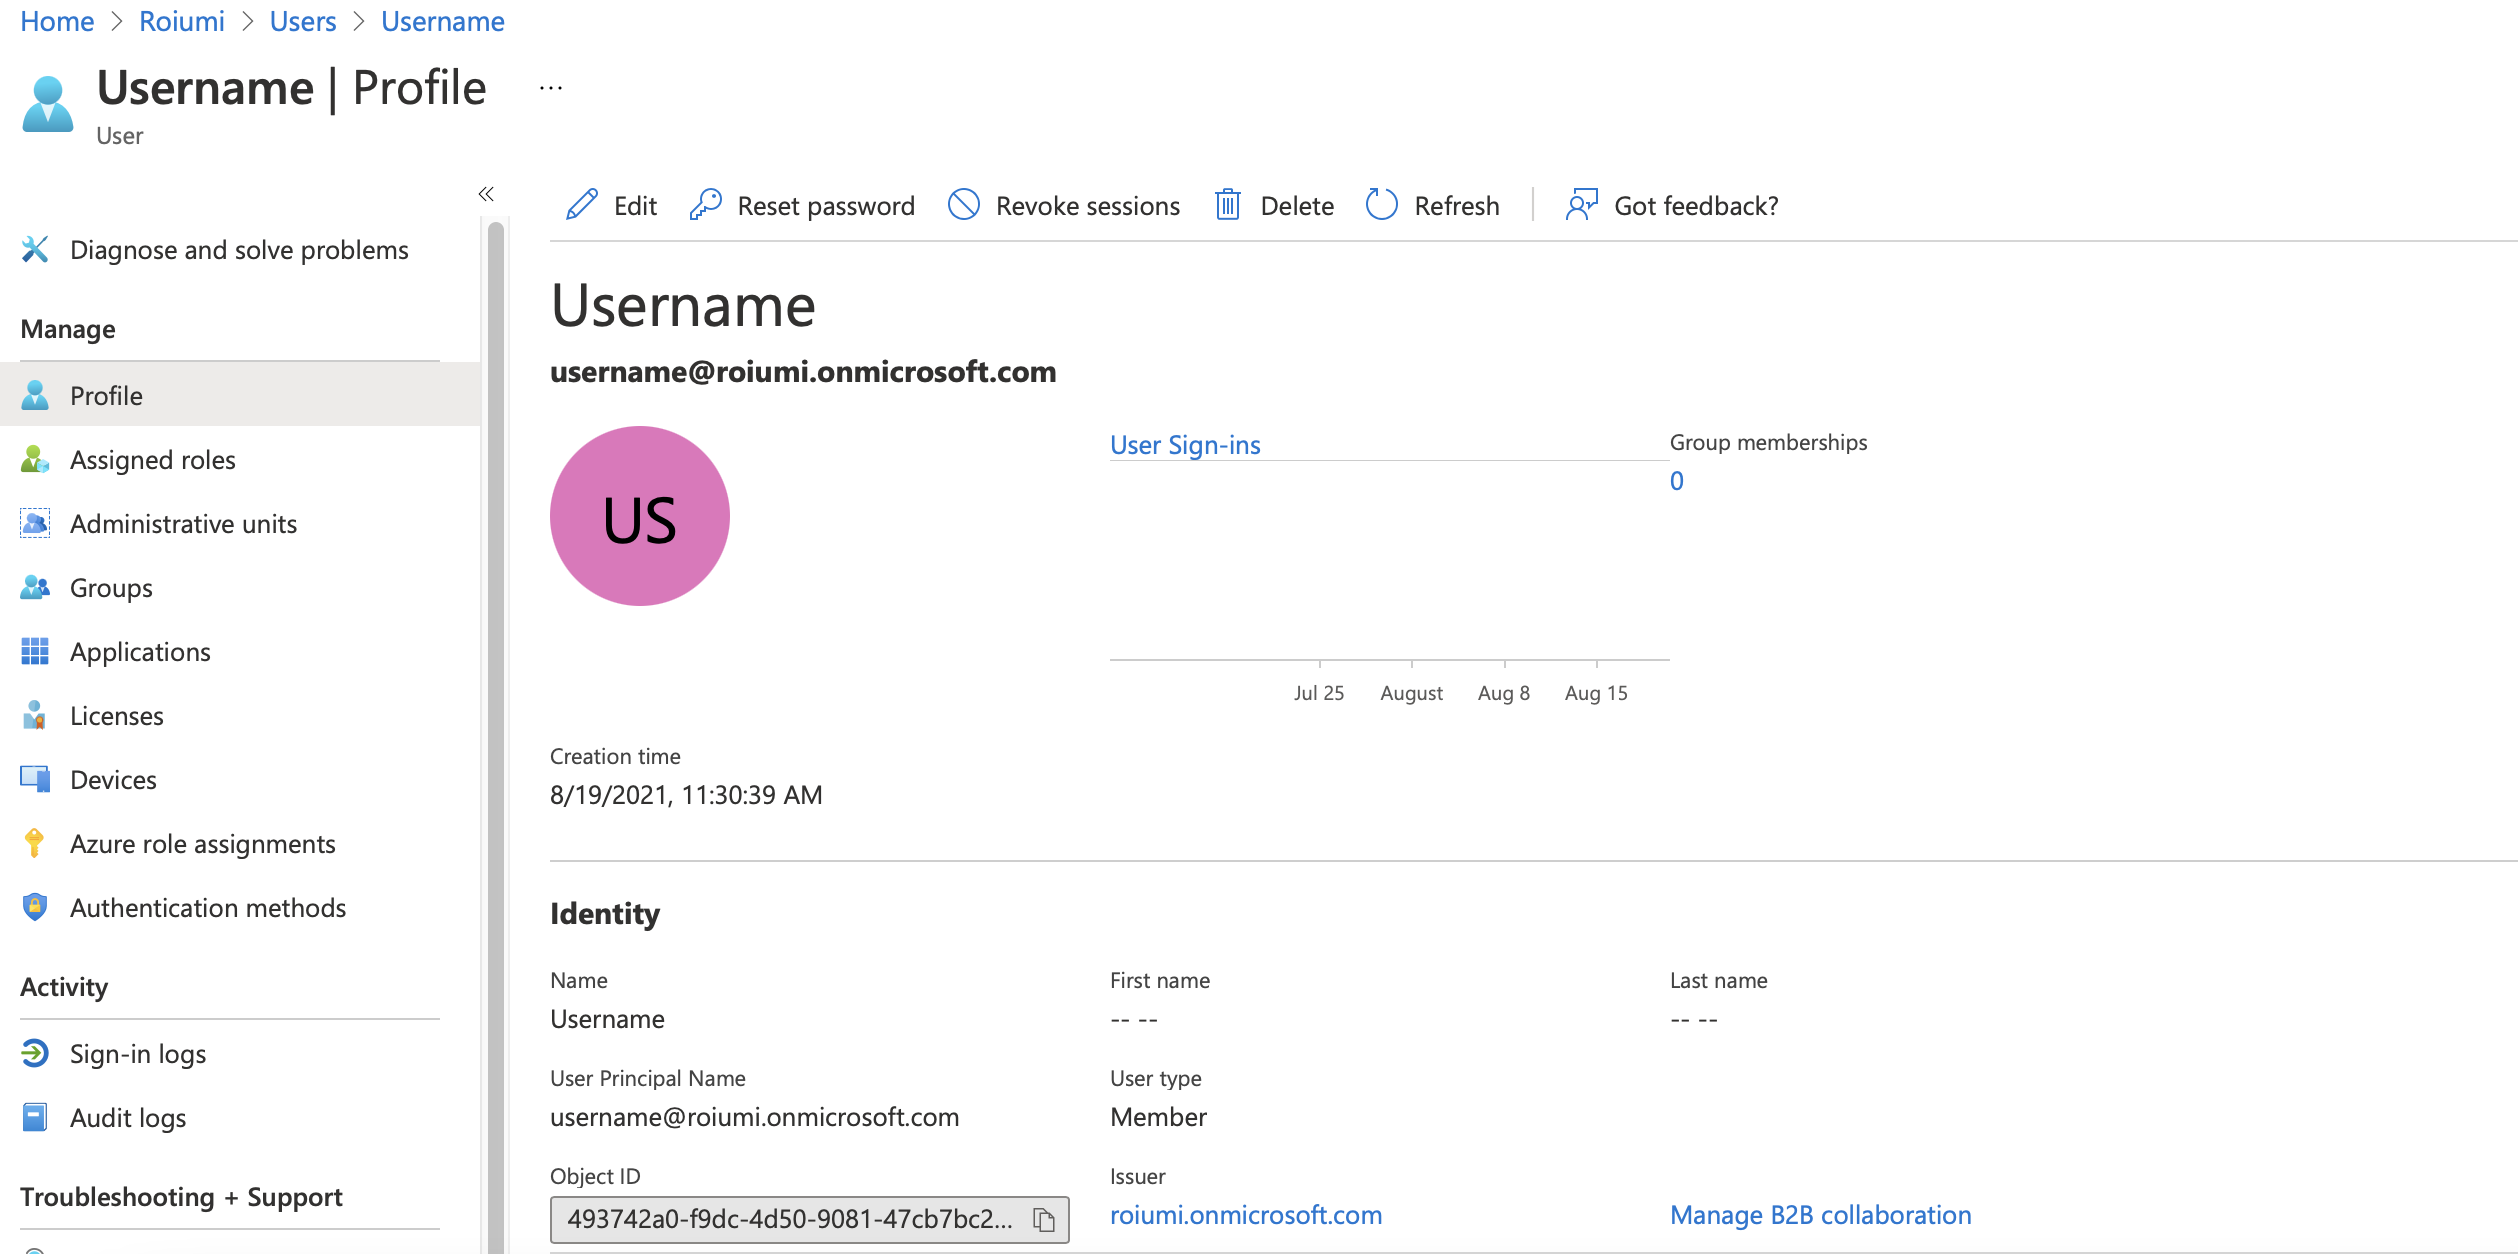 Home > Roiumi > Users > Username
Username | Profile ...
User
«
Edit Reset password Revoke sessions Delete Refresh Got feedback?
Diagnose and solve problems
Manage
Profile
Assigned roles
Administrative units
Groups
Applications
Licenses
Devices
Azure role assignments
Authentication methods
Activity
Sign-in logs
Audit logs
Troubleshooting + Support
Username
username@roiumi.onmicrosoft.com
US
User Sign-ins
Group memberships
0
Jul 25 August Aug 8 Aug 15
Creation time
8/19/2021, 11:30:39 AM
Identity
Name First name Last name
Username -- -- -- --
User Principal Name User type
username@roiumi.onmicrosoft.com Member
Object ID Issuer
493742a0-f9dc-4d50-9081-47cb7bc2... roiumi.onmicrosoft.com Manage B2B collaboration